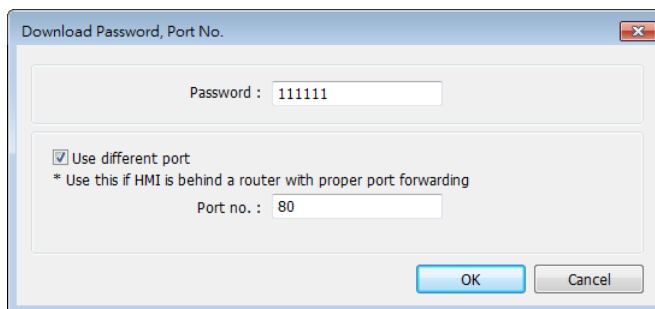 Download Password, Port No.
Password : 111111
Use different port
* Use this if HMI is behind a router with proper port forwarding
Port no. : 80
OK Cancel